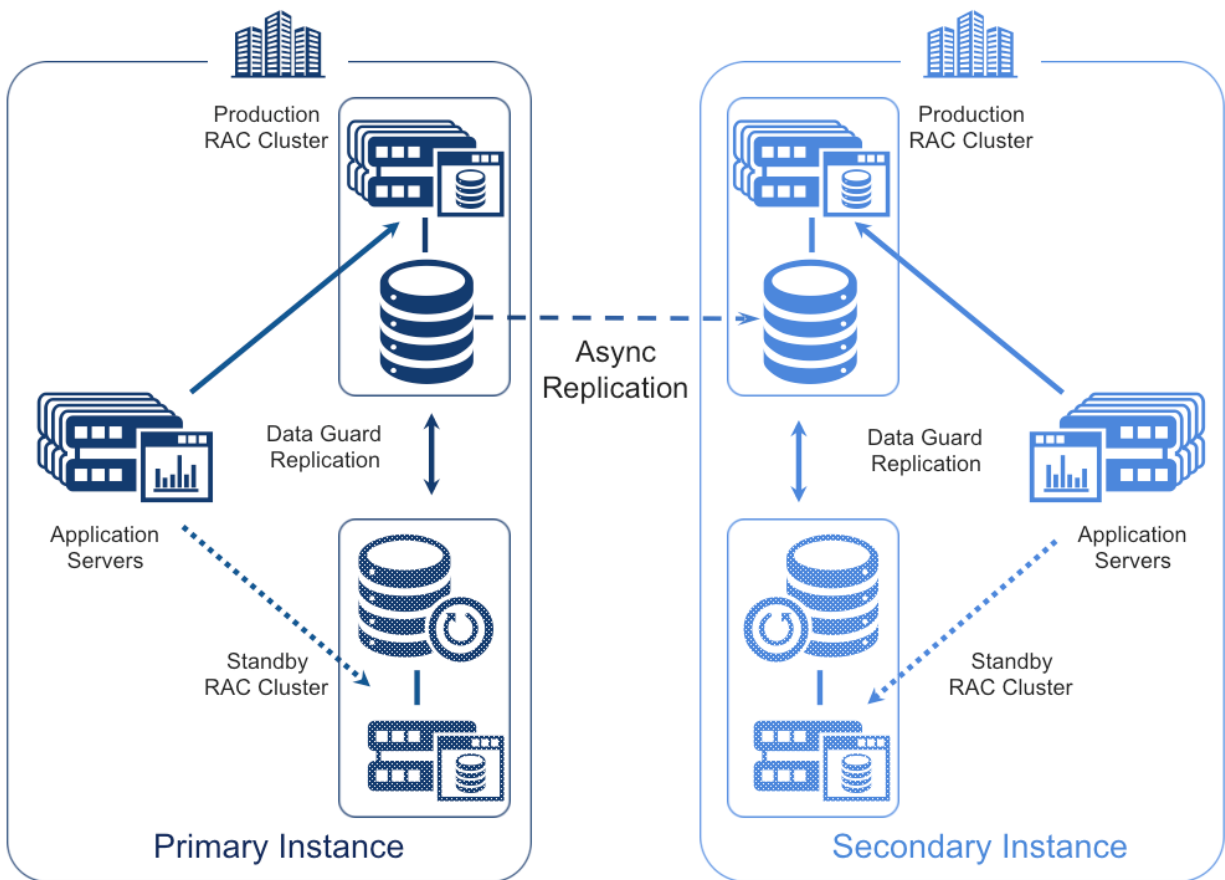 Production
RAC Cluster
Production
RAC Cluster
Async
Replication
Data Guard
Replication
Data Guard
Replication
Application
Servers
Application
Servers
Standby
RAC Cluster
Standby
RAC Cluster
Primary Instance
Secondary Instance